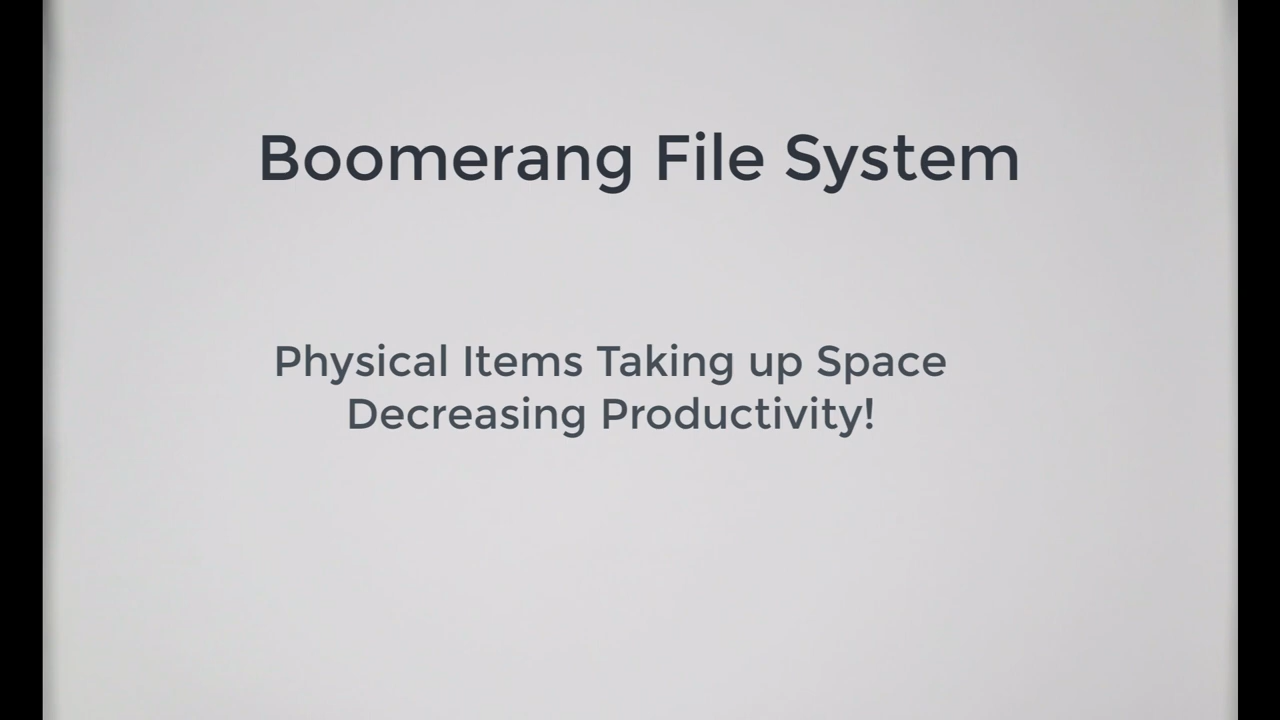 Boomerang File System
Physical Items Taking up Space
Decreasing Productivity!